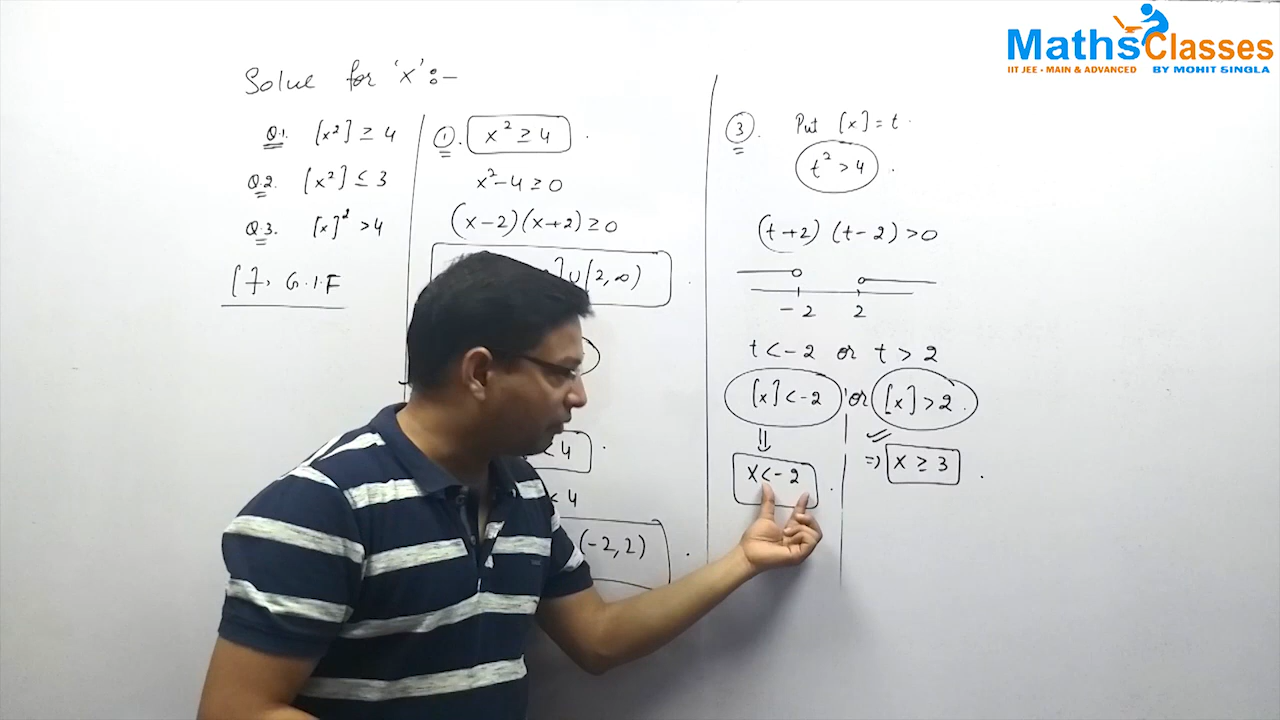 Maths Classes
IIT JEE - MAIN & ADVANCED BY MOHIT SINGLA
Solve for 'x' :-
Q.1. [x²] ≥ 4
Q.2. [x²] ≤ 3
Q.3. [x]² > 4
[ ], G.I.F
①. x² ≥ 4
x²-4 ≥ 0
(x-2)(x+2) ≥ 0
] ∪ [2, ∞)
< 4
< 4
(-2, 2)
③. Put [x] = t.
t² > 4
(t+2) (t-2) > 0
-2 2
t < -2 or t > 2
[x] < -2 or [x] > 2
⇓ ⇒ x ≥ 3
x < -2